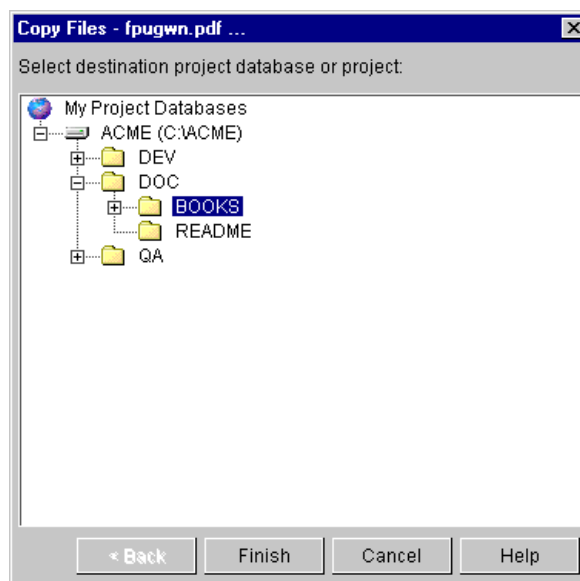 Copy Files - fpugwn.pdf ...
Select destination project database or project:
My Project Databases
ACME (C:\ACME)
DEV
DOC
BOOKS
README
QA
< Back Finish Cancel Help